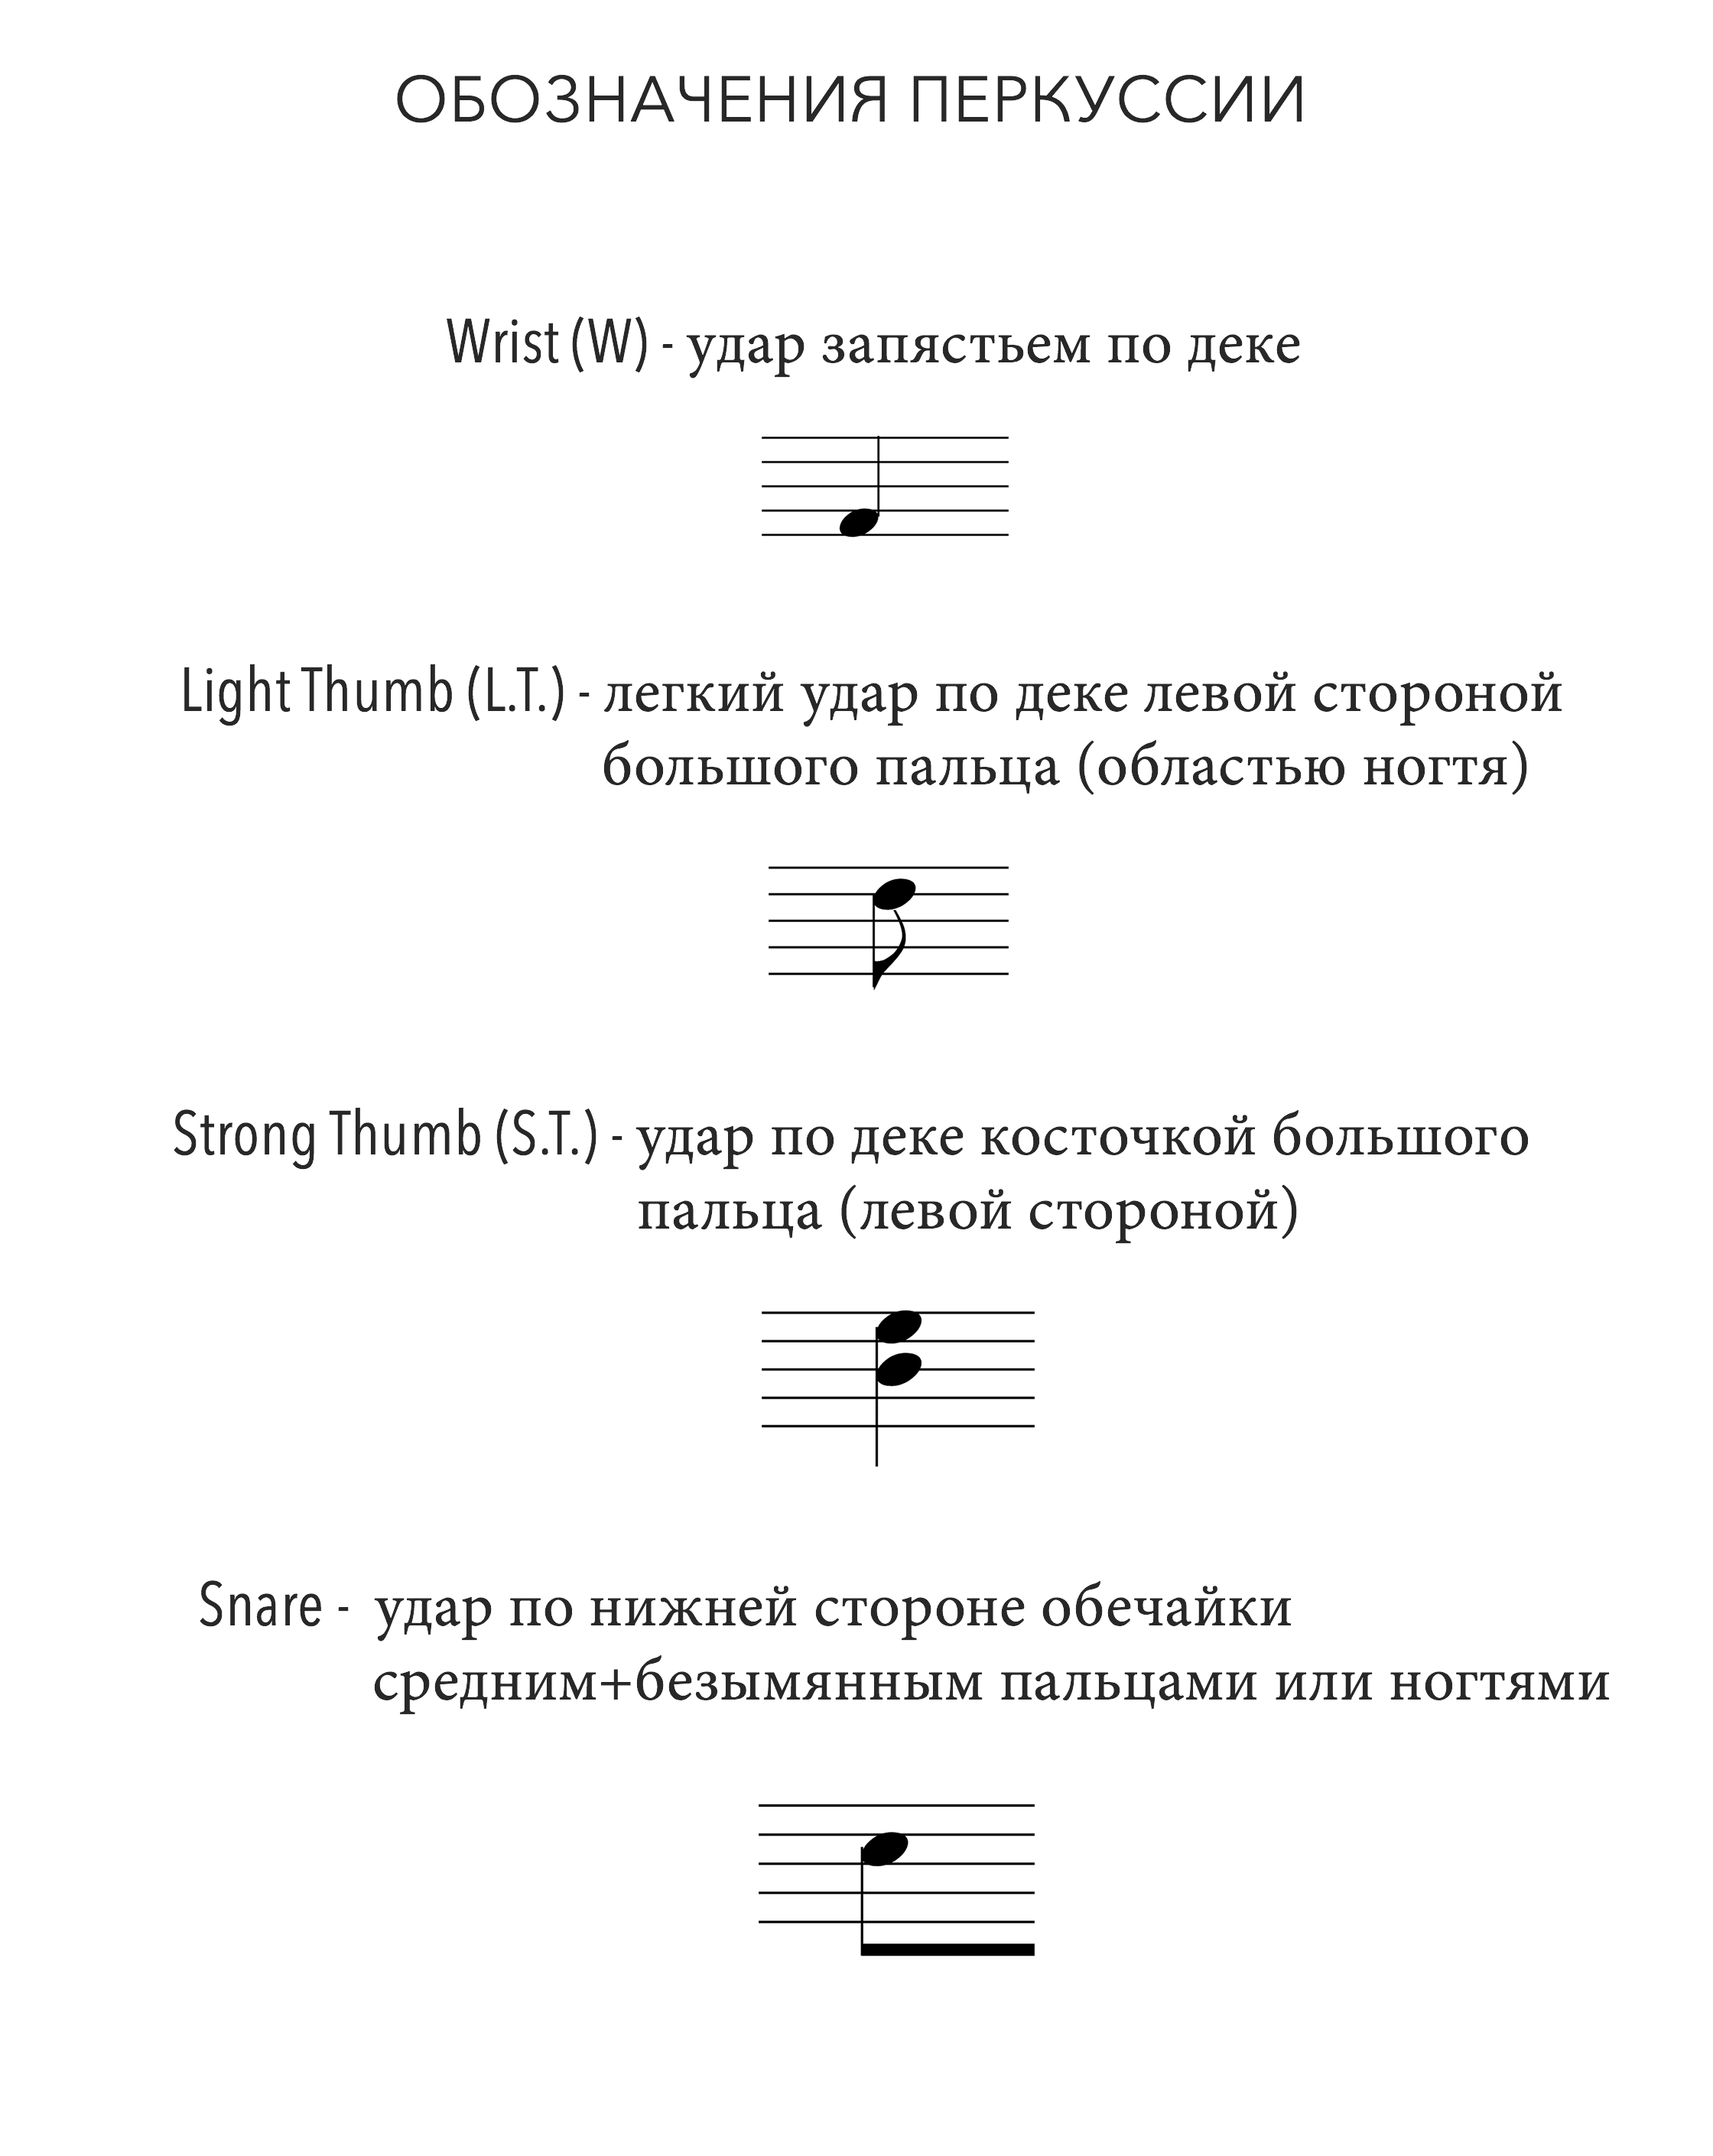 ОБОЗНАЧЕНИЯ ПЕРКУССИИ
Wrist (W) - удар запястьем по деке
Light Thumb (L.T.) - легкий удар по деке левой стороной
большого пальца (областью ногтя)
Strong Thumb (S.T.) - удар по деке косточкой большого
пальца (левой стороной)
Snare - удар по нижней стороне обечайки
средним+безымянным пальцами или ногтями